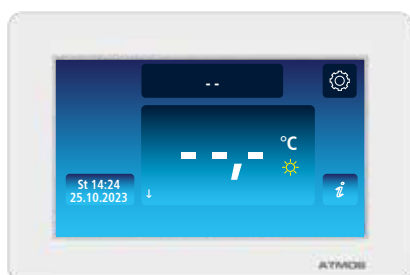 - -
- -,-
°C
St 14:24
25.10.2023
↓
i
ATMOS